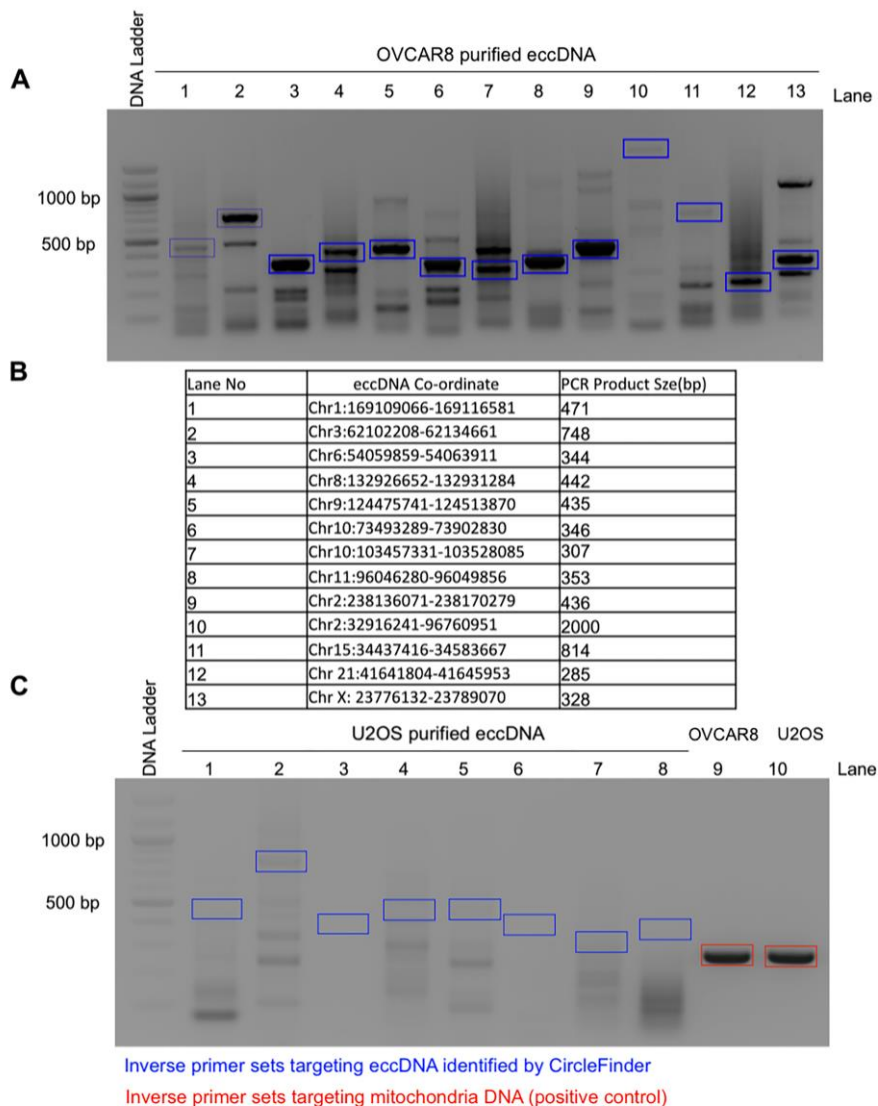 OVCAR8 purified eccDNA
A
DNA Ladder
1 2 3 4 5 6 7 8 9 10 11 12 13 Lane
1000 bp
500 bp
B
Lane No eccDNA Co-ordinate PCR Product Sze(bp)
1 Chr1:169109066-169116581 471
2 Chr3:62102208-62134661 748
3 Chr6:54059859-54063911 344
4 Chr8:132926652-132931284 442
5 Chr9:124475741-124513870 435
6 Chr10:73493289-73902830 346
7 Chr10:103457331-103528085 307
8 Chr11:96046280-96049856 353
9 Chr2:238136071-238170279 436
10 Chr2:32916241-96760951 2000
11 Chr15:34437416-34583667 814
12 Chr 21:41641804-41645953 285
13 Chr X: 23776132-23789070 328
C
DNA Ladder
U2OS purified eccDNA OVCAR8 U2OS
1 2 3 4 5 6 7 8 9 10 Lane
1000 bp
500 bp
Inverse primer sets targeting eccDNA identified by CircleFinder
Inverse primer sets targeting mitochondria DNA (positive control)